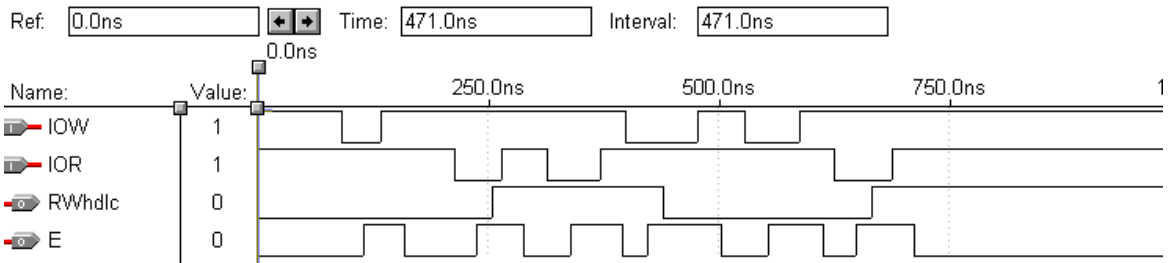 Ref: 0.0ns Time: 471.0ns Interval: 471.0ns
0.0ns
Name: Value: 250.0ns 500.0ns 750.0ns 1
IOW 1
IOR 1
RWhdlc 0
E 0